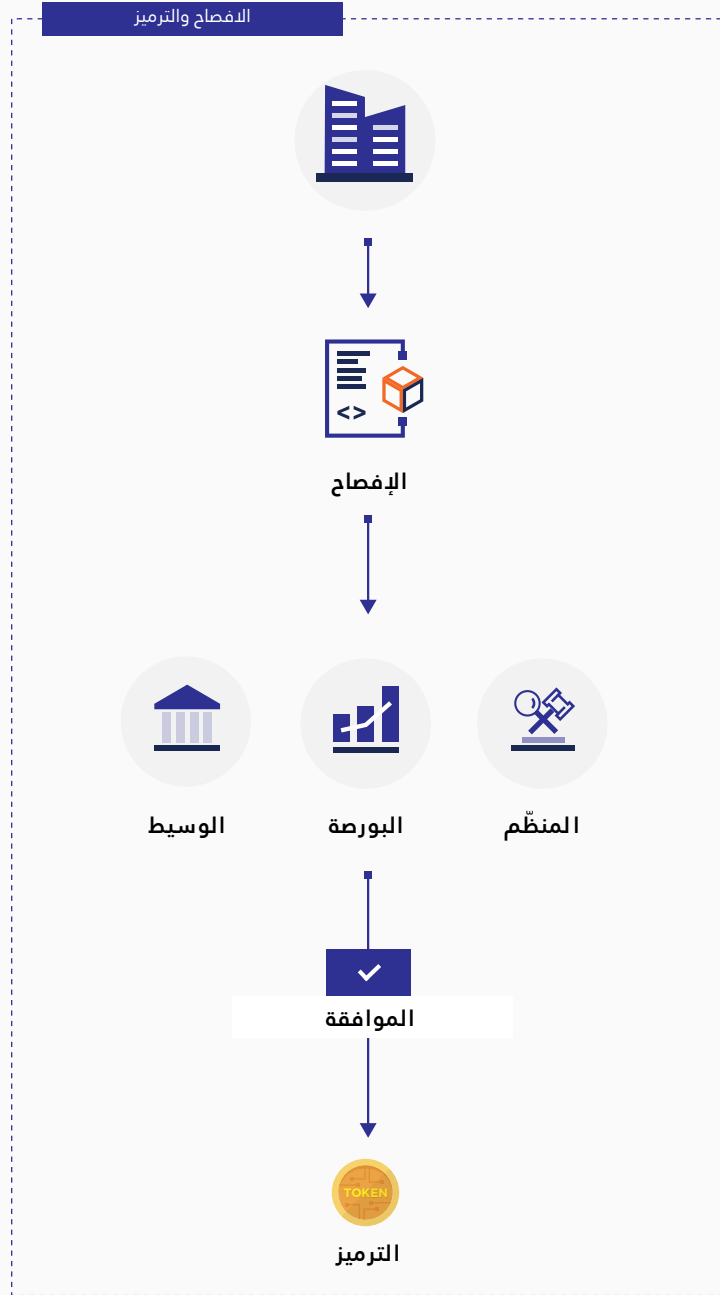 الافصاح والترميز
<>
الإفصاح
المنظّم
البورصة
الوسيط
الموافقة
TOKEN
الترميز